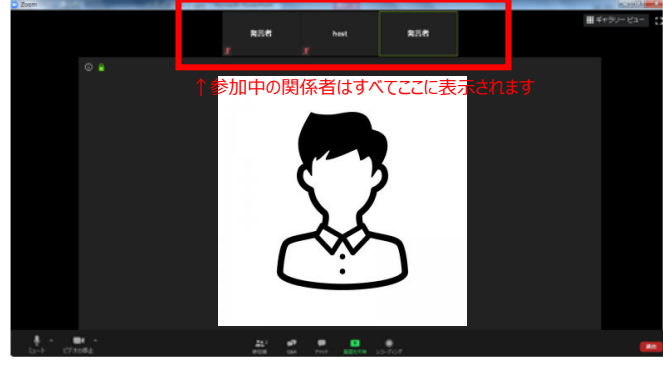 Zoom
ギャラリー ビュー
発言者
host
発言者
↑参加中の関係者はすべてここに表示されます
ミュート
ビデオの停止
参加者
Q&A
チャット
画面の共有
レコーディング
退出